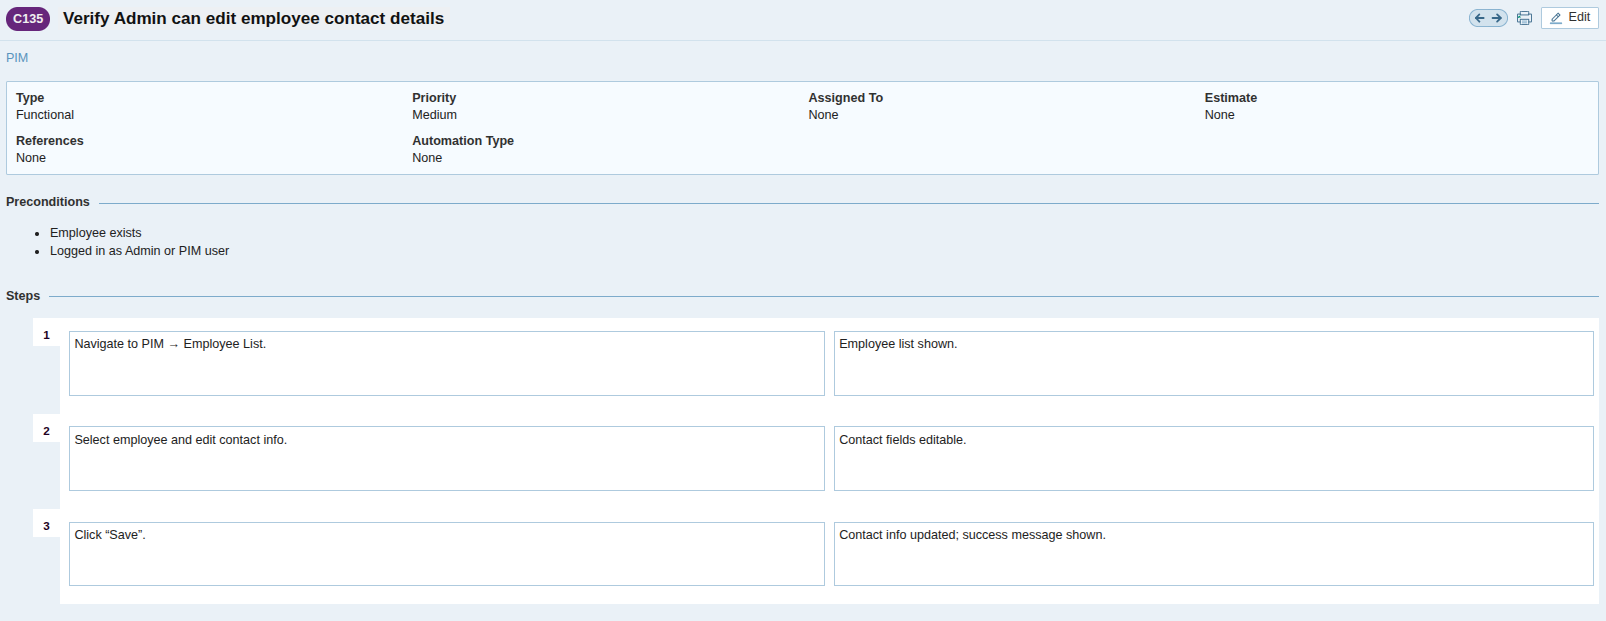 C135 Verify Admin can edit employee contact details Edit
PIM
Type Priority Assigned To Estimate
Functional Medium None None
References Automation Type
None None
Preconditions
• Employee exists
• Logged in as Admin or PIM user
Steps
1 Navigate to PIM → Employee List. Employee list shown.
2 Select employee and edit contact info. Contact fields editable.
3 Click “Save”. Contact info updated; success message shown.